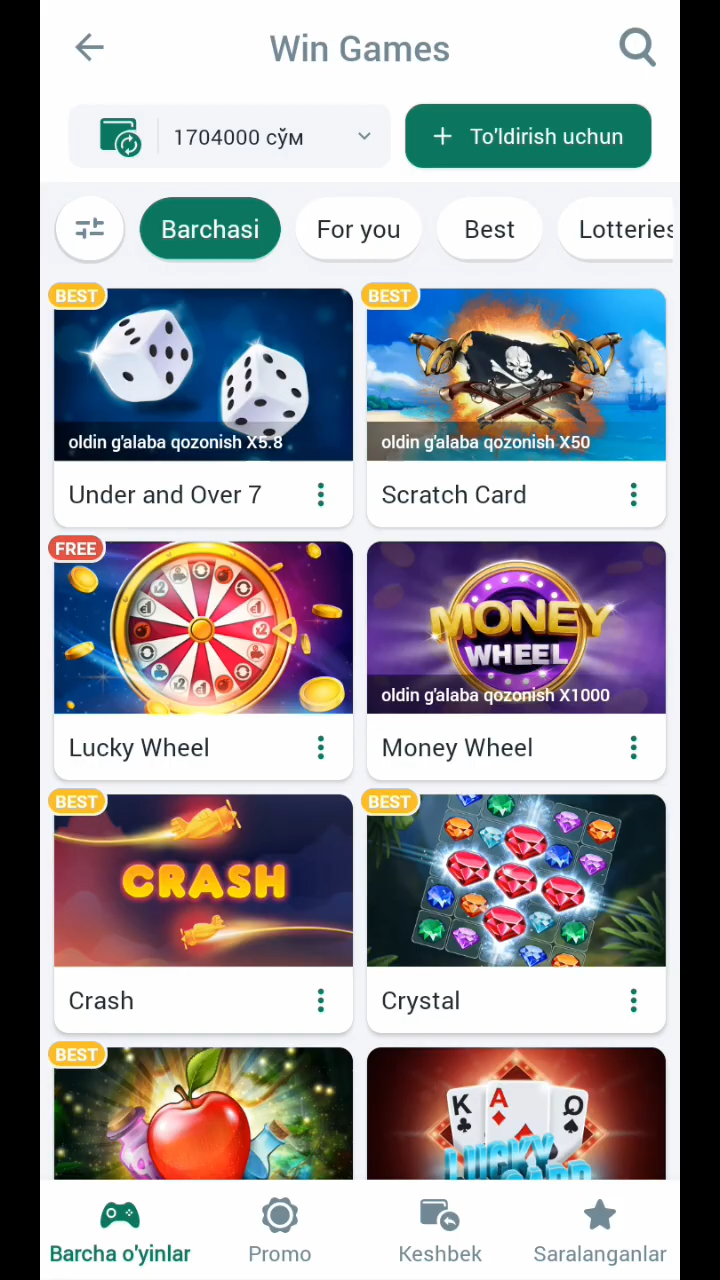 Win Games
1704000 сўм
+ To'ldirish uchun
Barchasi
For you
Best
Lotteries
BEST
BEST
oldin g'alaba qozonish X5.8
oldin g'alaba qozonish X50
Under and Over 7
Scratch Card
FREE
MONEY
WHEEL
oldin g'alaba qozonish X1000
Lucky Wheel
Money Wheel
BEST
BEST
CRASH
Crash
Crystal
BEST
K
A
Q
LUCKY
CARD
Barcha o'yinlar
Promo
Keshbek
Saralanganlar